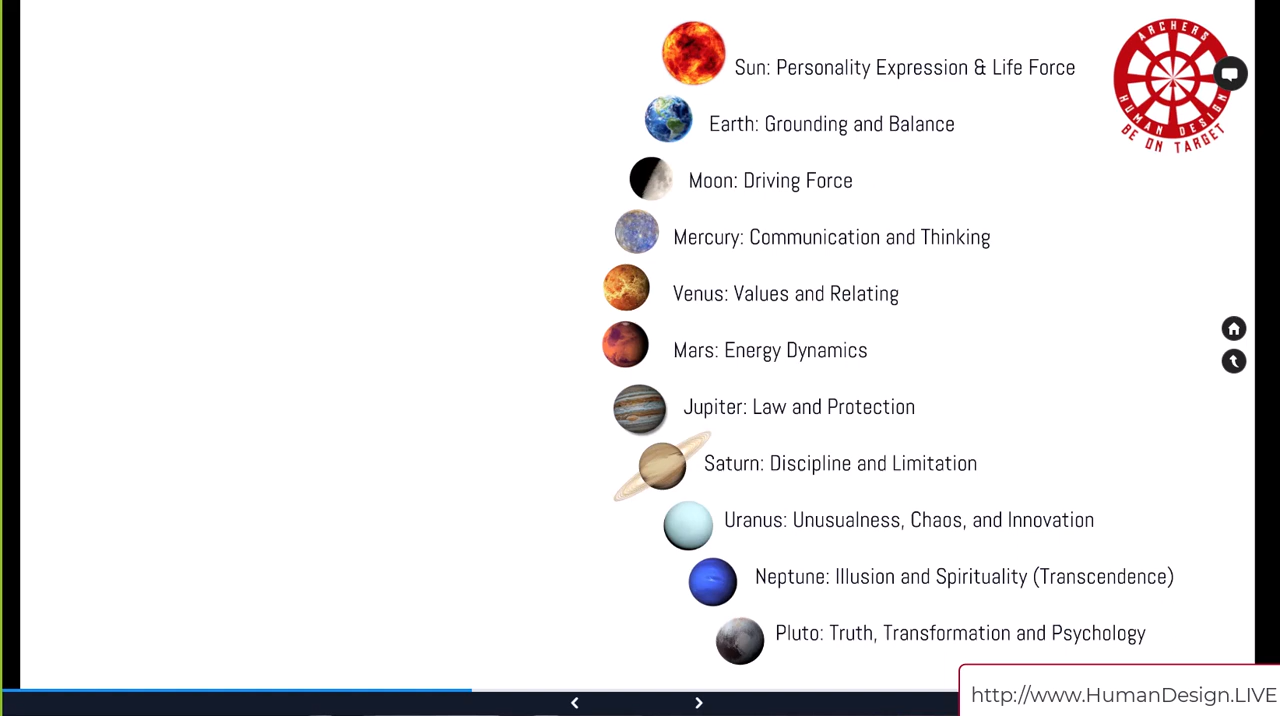 Sun: Personality Expression & Life Force
ARCHERS
HUMAN DESIGN
BE ON TARGET
Earth: Grounding and Balance
Moon: Driving Force
Mercury: Communication and Thinking
Venus: Values and Relating
Mars: Energy Dynamics
Jupiter: Law and Protection
Saturn: Discipline and Limitation
Uranus: Unusualness, Chaos, and Innovation
Neptune: Illusion and Spirituality (Transcendence)
Pluto: Truth, Transformation and Psychology
http://www.HumanDesign.LIVE